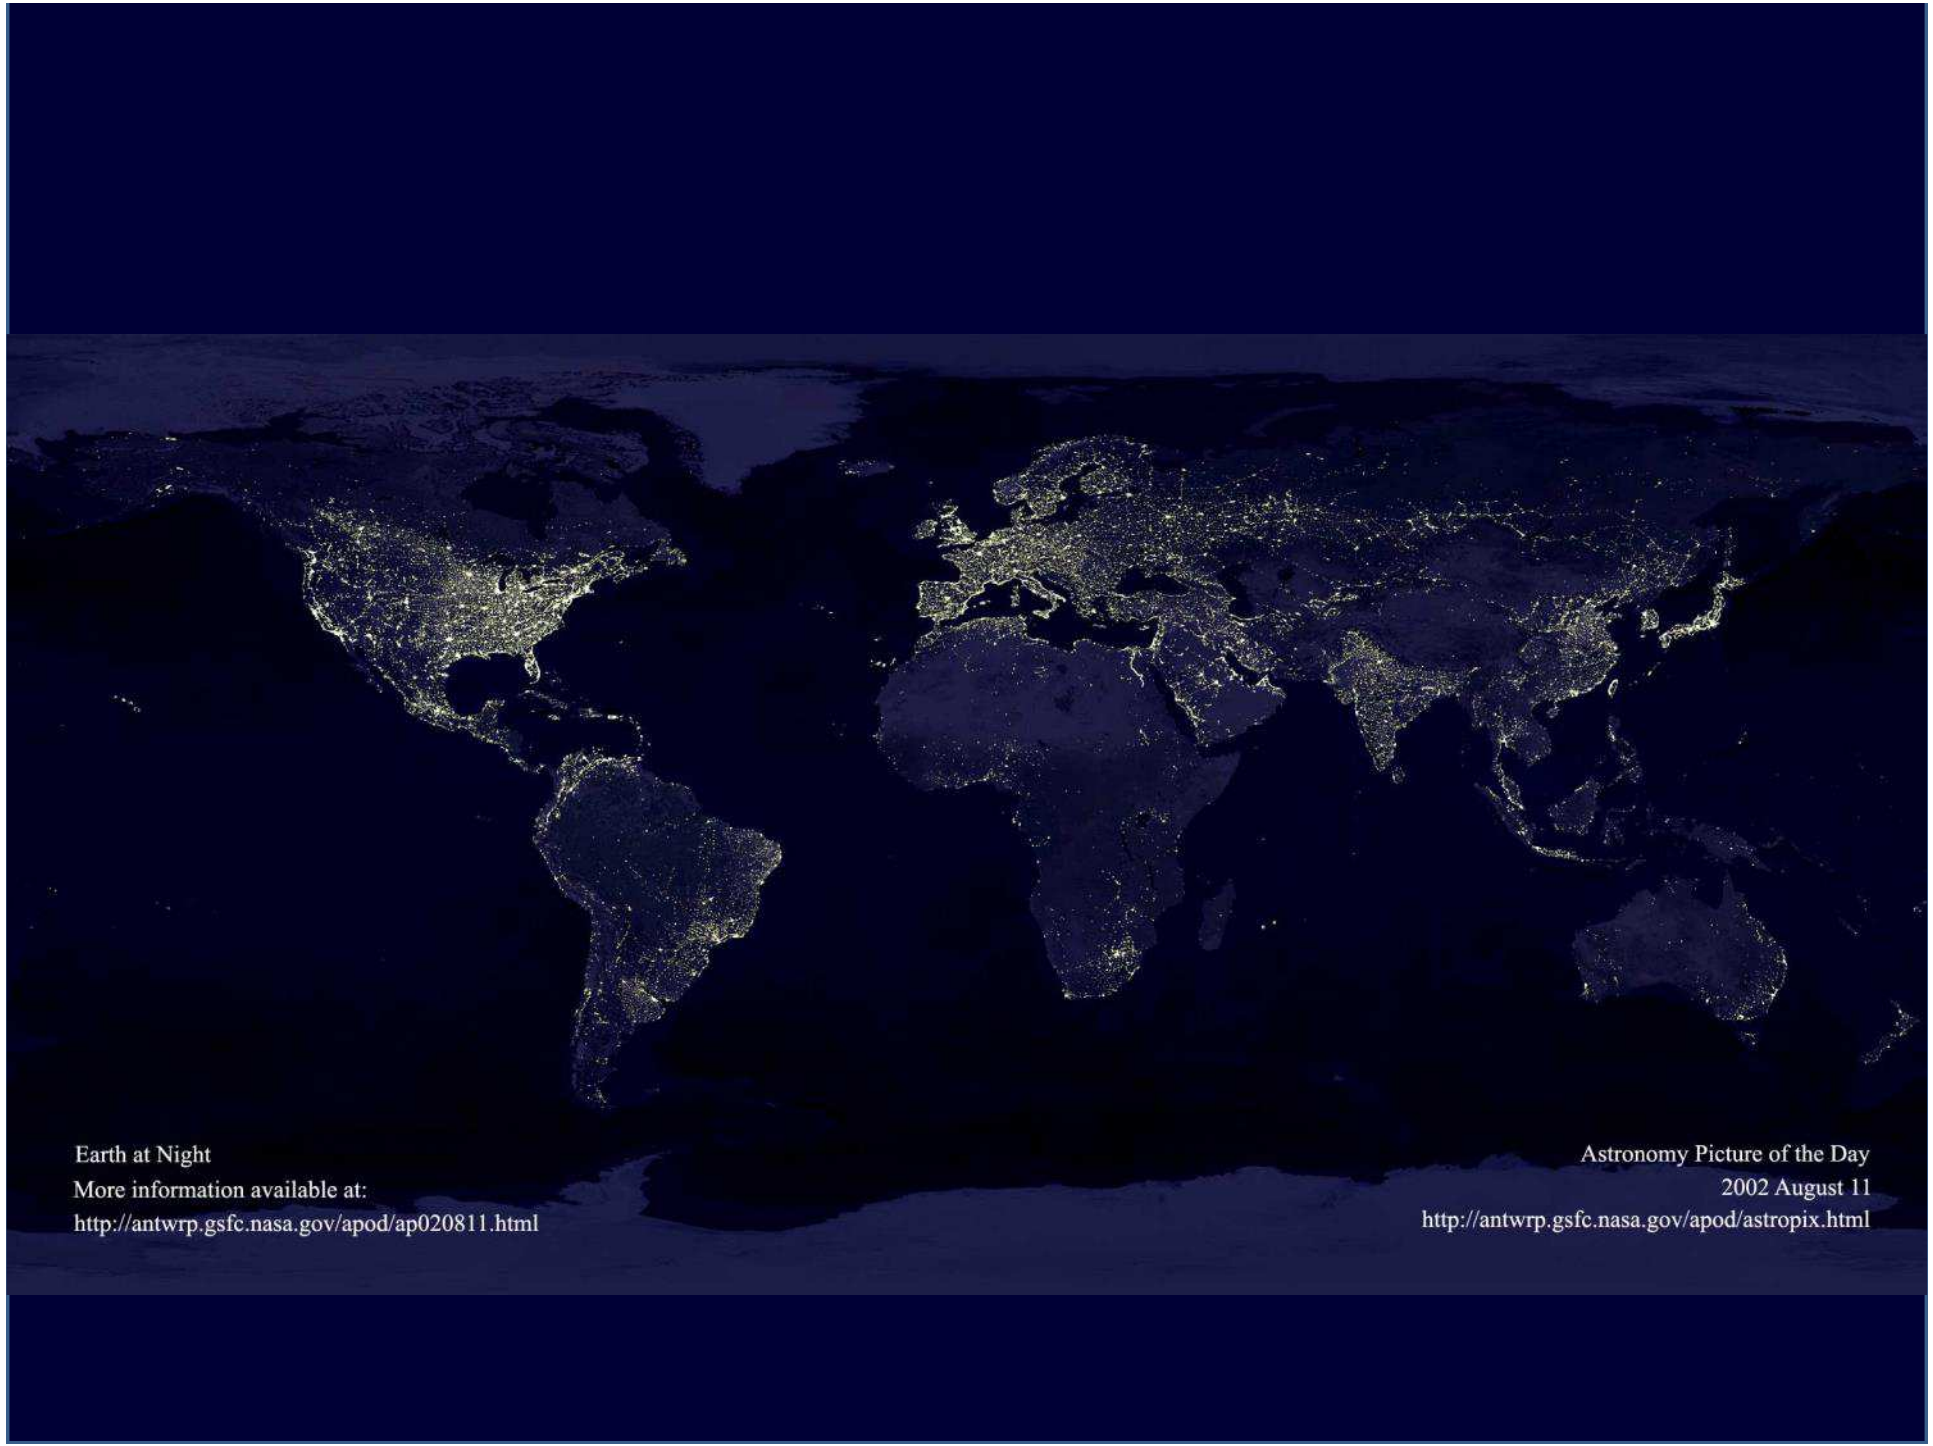 Earth at Night
More information available at:
http://antwrp.gsfc.nasa.gov/apod/ap020811.html
Astronomy Picture of the Day
2002 August 11
http://antwrp.gsfc.nasa.gov/apod/astropix.html